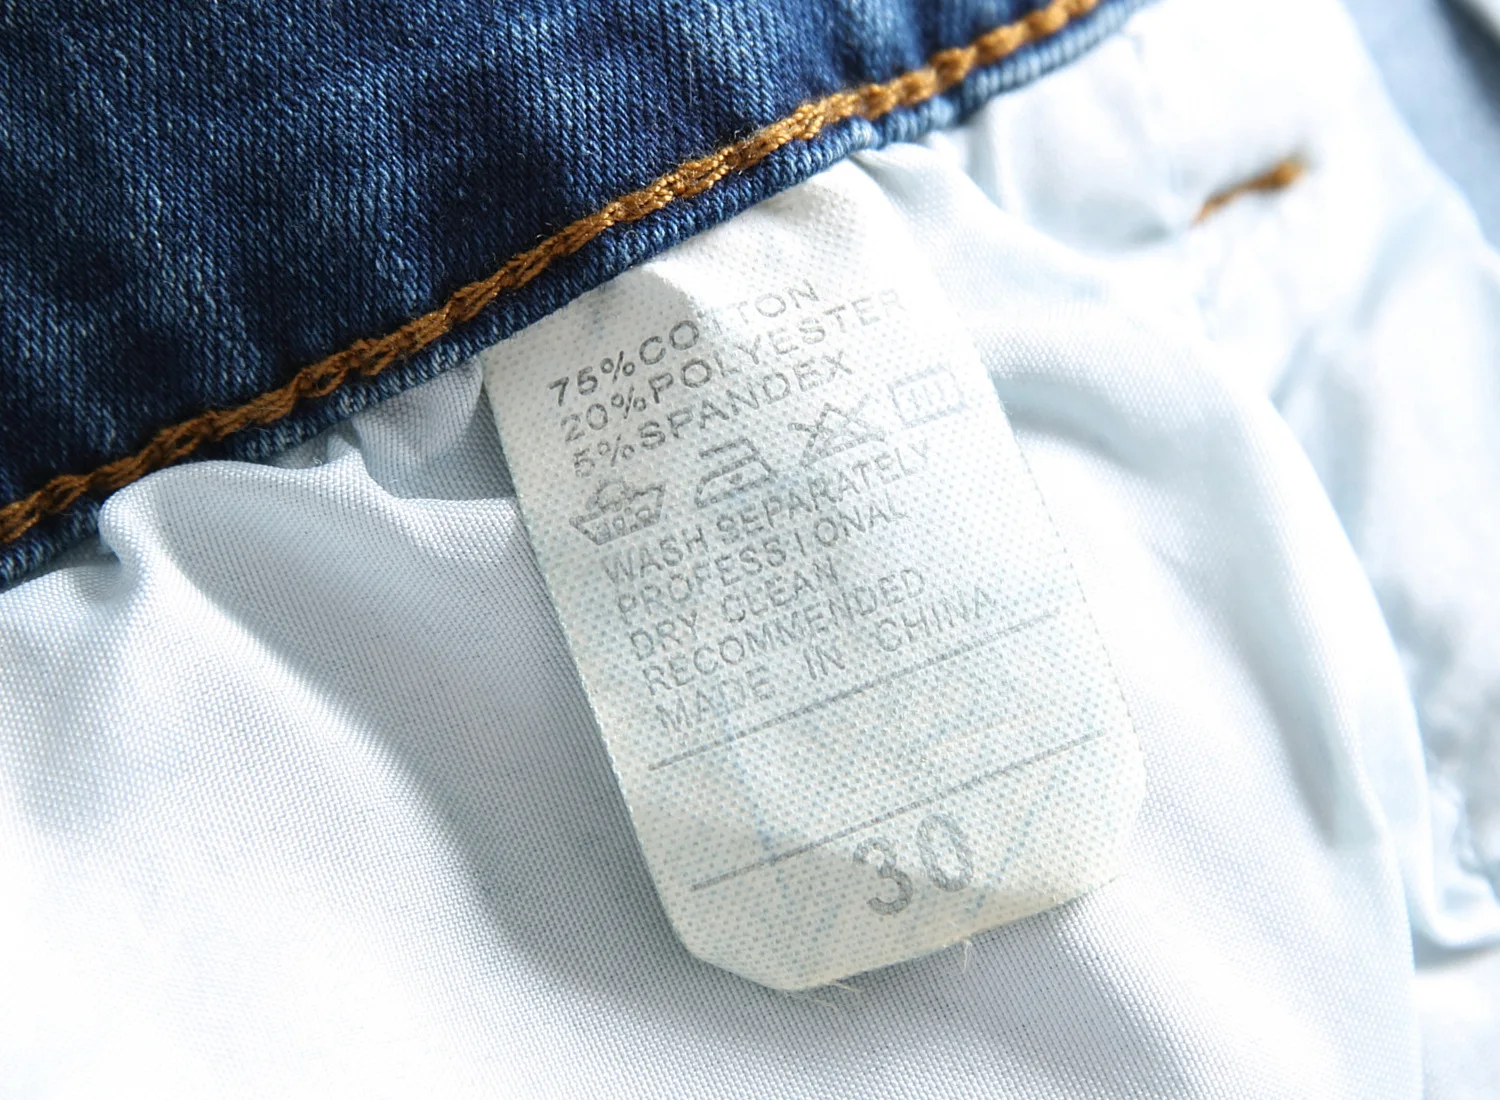 75%COTTON
20%POLYESTER
5%SPANDEX
WASH SEPARATELY
PROFESSIONAL
DRY CLEAN
RECOMMENDED
MADE IN CHINA
30